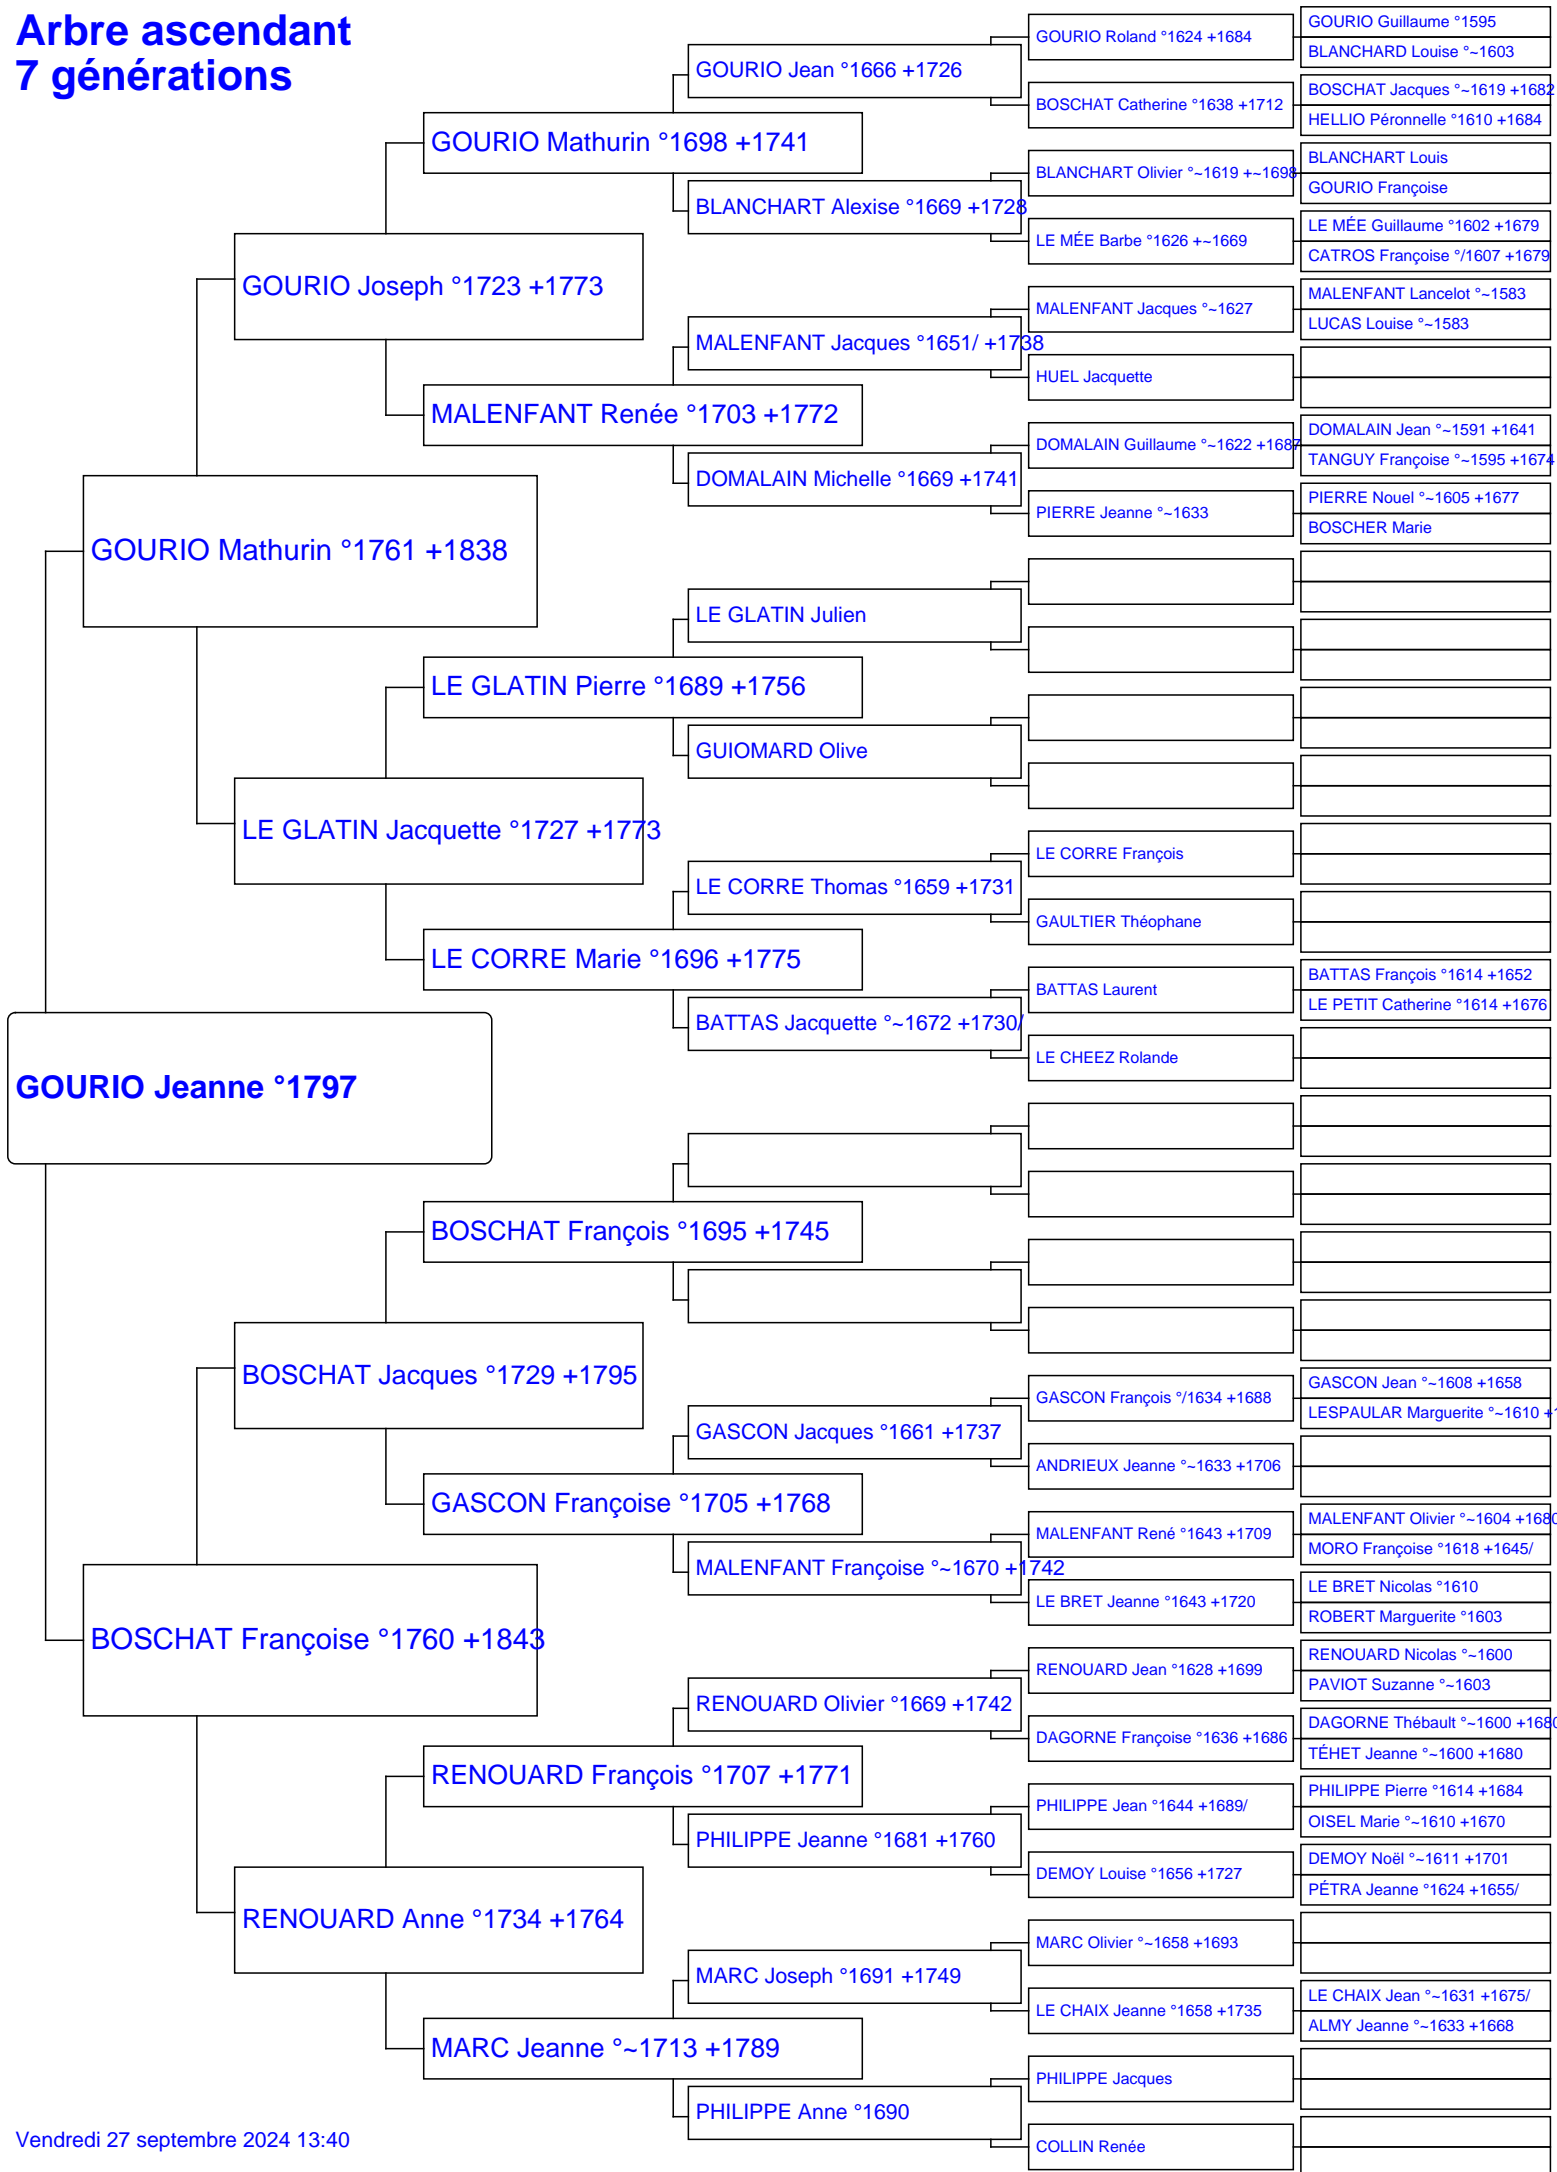 Arbre ascendant
7 générations
GOURIO Jeanne °1797
GOURIO Mathurin °1761 +1838
BOSCHAT Françoise °1760 +1843
GOURIO Joseph °1723 +1773
LE GLATIN Jacquette °1727 +1773
BOSCHAT Jacques °1729 +1795
RENOUARD Anne °1734 +1764
GOURIO Mathurin °1698 +1741
MALENFANT Renée °1703 +1772
LE GLATIN Pierre °1689 +1756
LE CORRE Marie °1696 +1775
BOSCHAT François °1695 +1745
GASCON Françoise °1705 +1768
RENOUARD François °1707 +1771
MARC Jeanne °~1713 +1789
GOURIO Jean °1666 +1726
BLANCHART Alexise °1669 +1728
MALENFANT Jacques °1651/ +1738
DOMALAIN Michelle °1669 +1741
LE GLATIN Julien
GUIOMARD Olive
LE CORRE Thomas °1659 +1731
BATTAS Jacquette °~1672 +1730/
GASCON Jacques °1661 +1737
MALENFANT Françoise °~1670 +1742
RENOUARD Olivier °1669 +1742
PHILIPPE Jeanne °1681 +1760
MARC Joseph °1691 +1749
PHILIPPE Anne °1690
GOURIO Roland °1624 +1684
BOSCHAT Catherine °1638 +1712
BLANCHART Olivier °~1619 +~1698
LE MÉE Barbe °1626 +~1669
MALENFANT Jacques °~1627
HUEL Jacquette
DOMALAIN Guillaume °~1622 +1687
PIERRE Jeanne °~1633
LE CORRE François
GAULTIER Théophane
BATTAS Laurent
LE CHEEZ Rolande
GASCON François °/1634 +1688
ANDRIEUX Jeanne °~1633 +1706
MALENFANT René °1643 +1709
LE BRET Jeanne °1643 +1720
RENOUARD Jean °1628 +1699
DAGORNE Françoise °1636 +1686
PHILIPPE Jean °1644 +1689/
DEMOY Louise °1656 +1727
MARC Olivier °~1658 +1693
LE CHAIX Jeanne °1658 +1735
PHILIPPE Jacques
COLLIN Renée
GOURIO Guillaume °1595
BLANCHARD Louise °~1603
BOSCHAT Jacques °~1619 +1682
HELLIO Péronnelle °1610 +1684
BLANCHART Louis
GOURIO Françoise
LE MÉE Guillaume °1602 +1679
CATROS Françoise °/1607 +1679
MALENFANT Lancelot °~1583
LUCAS Louise °~1583
DOMALAIN Jean °~1591 +1641
TANGUY Françoise °~1595 +1674
PIERRE Nouel °~1605 +1677
BOSCHER Marie
BATTAS François °1614 +1652
LE PETIT Catherine °1614 +1676
GASCON Jean °~1608 +1658
LESPAULAR Marguerite °~1610
MALENFANT Olivier °~1604 +1680
MORO Françoise °1618 +1645/
LE BRET Nicolas °1610
ROBERT Marguerite °1603
RENOUARD Nicolas °~1600
PAVIOT Suzanne °~1603
DAGORNE Thébault °~1600 +1680
TÉHET Jeanne °~1600 +1680
PHILIPPE Pierre °1614 +1684
OISEL Marie °~1610 +1670
DEMOY Noël °~1611 +1701
PÉTRA Jeanne °1624 +1655/
LE CHAIX Jean °~1631 +1675/
ALMY Jeanne °~1633 +1668
Vendredi 27 septembre 2024 13:40